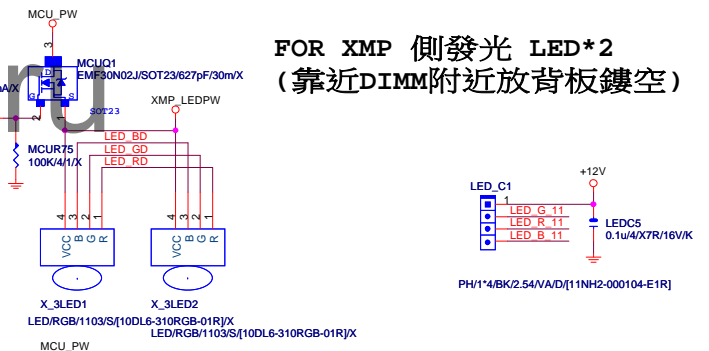 MCU_PW
FOR XMP 側發光 LED*2
(靠近DIMM附近放背板鏤空)
3
MCUQ1
EMF30N02J/SOT23/627pF/30m/X
D
G
S
SOT23
2
1
XMP_LEDPW
ru
MCUR75
100K/4/1/X
LED_BD
LED_GD
LED_RD
4
3
2
1
VCC
B
G
R
4
3
2
1
VCC
B
G
R
X_3LED1
LED/RGB/1103/S/[10DL6-310RGB-01R]/X
X_3LED2
LED/RGB/1103/S/[10DL6-310RGB-01R]/X
MCU_PW
+12V
LED_C1
1
LED_G_11
LED_R_11
LED_B_11
LEDC5
0.1u/4/X7R/16V/K
PH/1*4/BK/2.54/VA/D/[11NH2-000104-E1R]